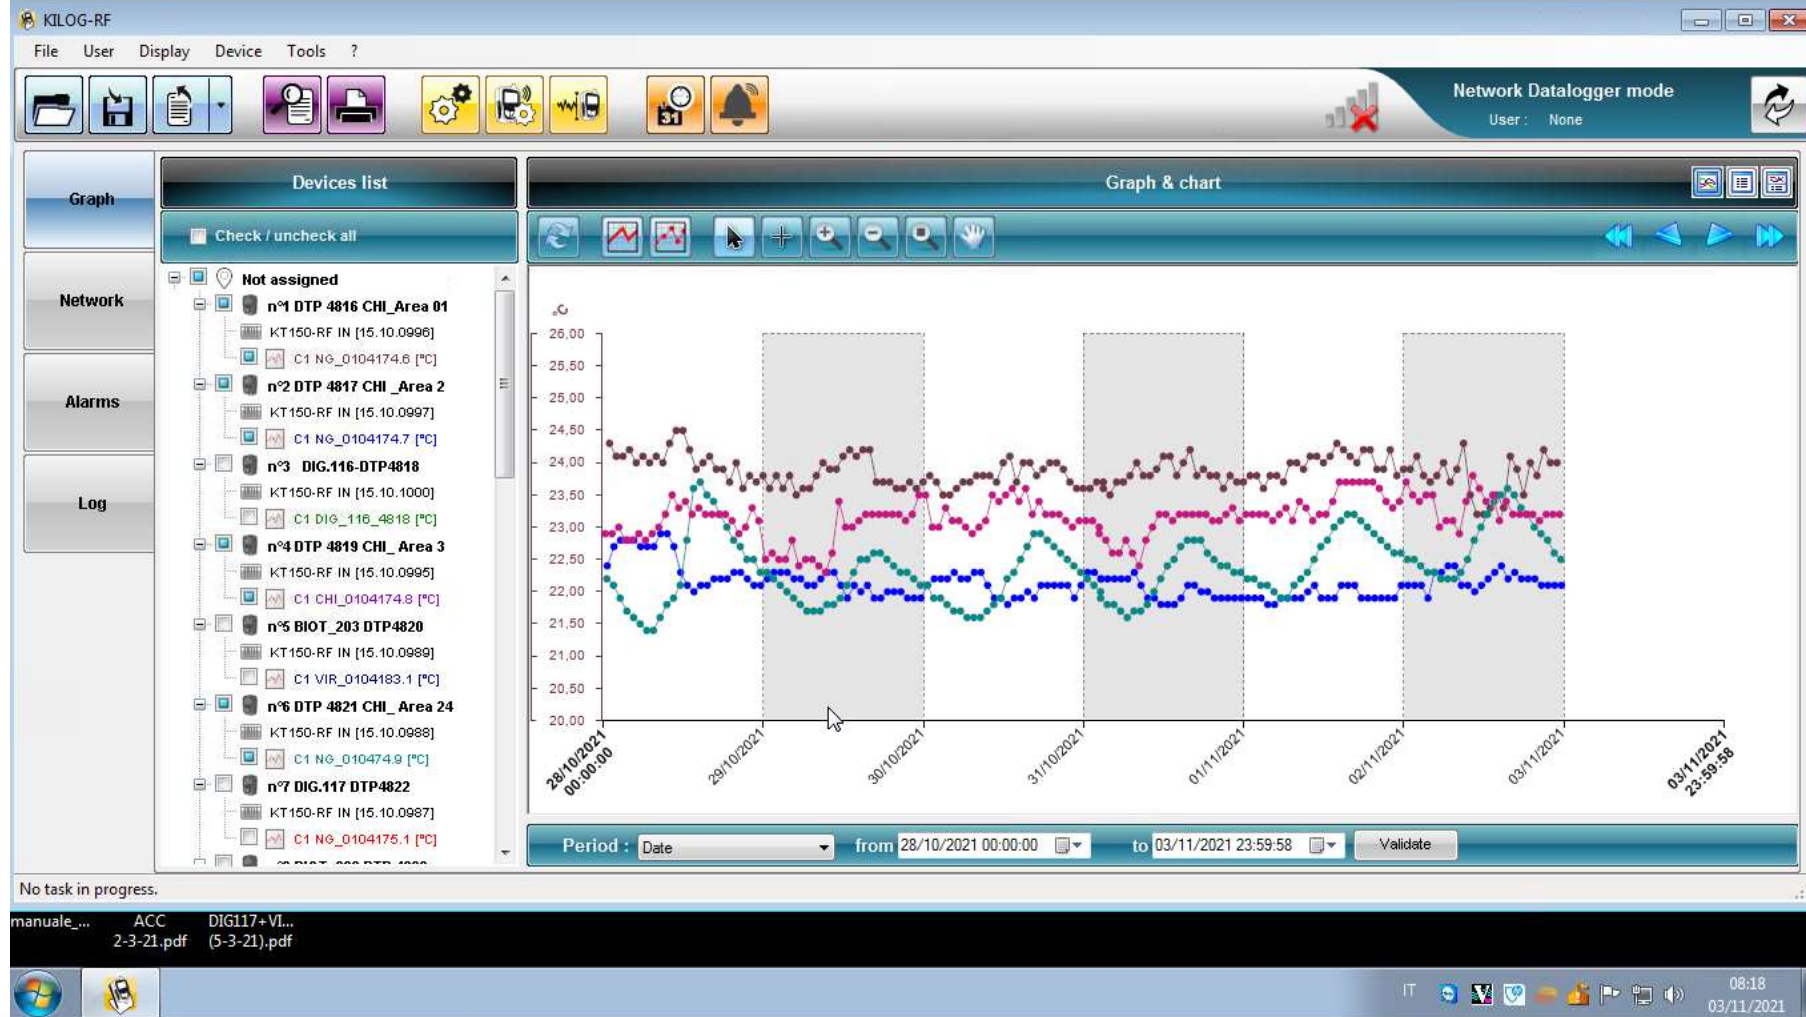 KILOG-RF
File User Display Device Tools ?
Network Datalogger mode
User : None
Graph
Network
Alarms
Log
Devices list
Check / uncheck all
Not assigned
n°1 DTP 4816 CHI_Area 01
KT150-RF IN [15.10.0996]
C1 NG_0104174.6 [°C]
n°2 DTP 4817 CHI _Area 2
KT150-RF IN [15.10.0997]
C1 NG_0104174.7 [°C]
n°3 DIG.116-DTP4818
KT150-RF IN [15.10.1000]
C1 DIG_116_4818 [°C]
n°4 DTP 4819 CHI_ Area 3
KT150-RF IN [15.10.0995]
C1 CHI_0104174.8 [°C]
n°5 BIOT_203 DTP4820
KT150-RF IN [15.10.0989]
C1 VIR_0104183.1 [°C]
n°6 DTP 4821 CHI_ Area 24
KT150-RF IN [15.10.0988]
C1 NG_010474.9 [°C]
n°7 DIG.117 DTP4822
KT150-RF IN [15.10.0987]
C1 NG_0104175.1 [°C]
Graph & chart
°C
26,00
25,50
25,00
24,50
24,00
23,50
23,00
22,50
22,00
21,50
21,00
20,50
20,00
28/10/2021
00:00:00
29/10/2021
30/10/2021
31/10/2021
01/11/2021
02/11/2021
03/11/2021
03/11/2021
23:59:58
Period : Date from 28/10/2021 00:00:00 to 03/11/2021 23:59:58 Validate
No task in progress.
manuale_... ACC DIG117+VI...
2-3-21.pdf (5-3-21).pdf
IT 08:18
03/11/2021